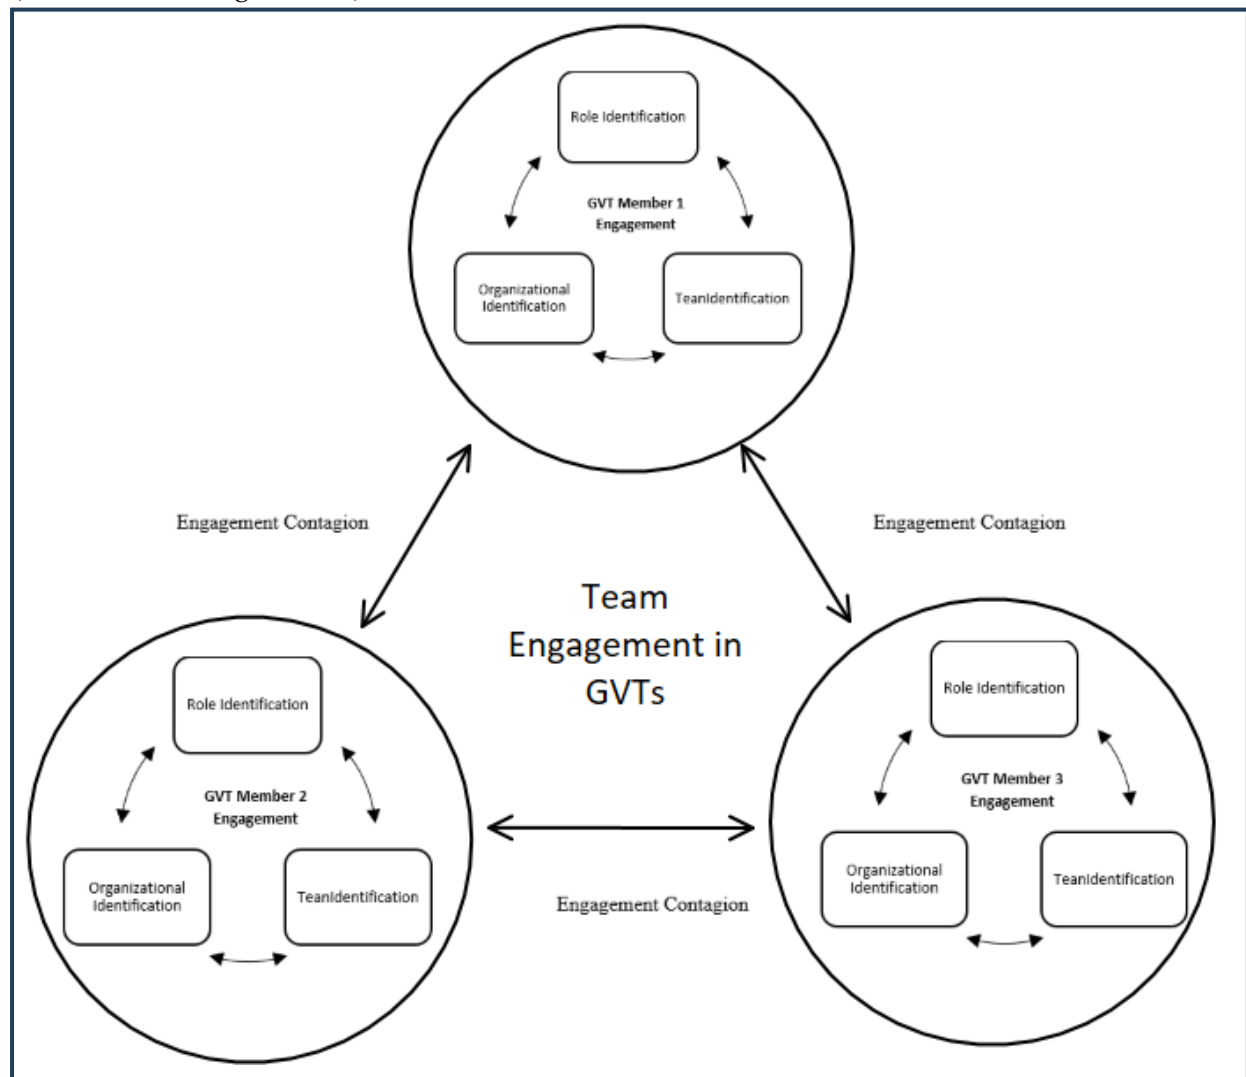 Role Identification
GVT Member 1
Engagement
Organizational
Identification
TeanIdentification
Engagement Contagion
Engagement Contagion
Team
Engagement in
GVTs
Role Identification
GVT Member 2
Engagement
Organizational
Identification
TeanIdentification
Role Identification
GVT Member 3
Engagement
Organizational
Identification
TeanIdentification
Engagement Contagion